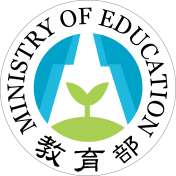 MINISTRY OF EDUCATION
教育部